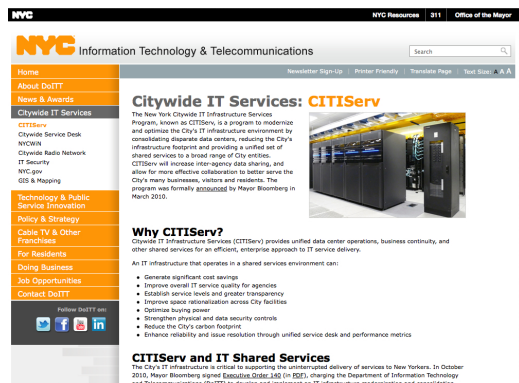 NYC
NYC Resources 311 Office of the Mayor
NYC Information Technology & Telecommunications
Search
Newsletter Sign-Up | Printer Friendly | Translate Page | Text Size: A A A
Home
About DoITT
News & Awards
Citywide IT Services
CITIServ
Citywide Service Desk
NYCWiN
Citywide Radio Network
IT Security
NYC.gov
GIS & Mapping
Technology & Public
Service Innovation
Policy & Strategy
Cable TV & Other
Franchises
For Residents
Doing Business
Job Opportunities
Contact DoITT
Follow DoITT on:
Citywide IT Services: CITIServ
The New York Citywide IT Infrastructure Services
Program, known as CITIServ, is a program to modernize
and optimize the City's IT infrastructure environment by
consolidating disparate data centers, reducing the City's
infrastructure footprint and providing a unified set of
shared services to a broad range of City entities.
CITIServ will increase inter-agency data sharing, and
allow for more effective collaboration to better serve the
City's many businesses, visitors and residents. The
program was formally announced by Mayor Bloomberg in
March 2010.
Why CITIServ?
Citywide IT Infrastructure Services (CITIServ) provides unified data center operations, business continuity, and
other shared services for an efficient, enterprise approach to IT service delivery.
An IT infrastructure that operates in a shared services environment can:
• Generate significant cost savings
• Improve overall IT service quality for agencies
• Establish service levels and greater transparency
• Improve space rationalization across City facilities
• Optimize buying power
• Strengthen physical and data security controls
• Reduce the City's carbon footprint
• Enhance reliability and issue resolution through unified service desk and performance metrics
CITIServ and IT Shared Services
The City's IT infrastructure is critical to supporting the uninterrupted delivery of services to New Yorkers. In October
2010, Mayor Bloomberg signed Executive Order 140 (in PDF), charging the Department of Information Technology
and Telecommunications (DoITT) to develop and implement an IT infrastructure modernization and consolidation